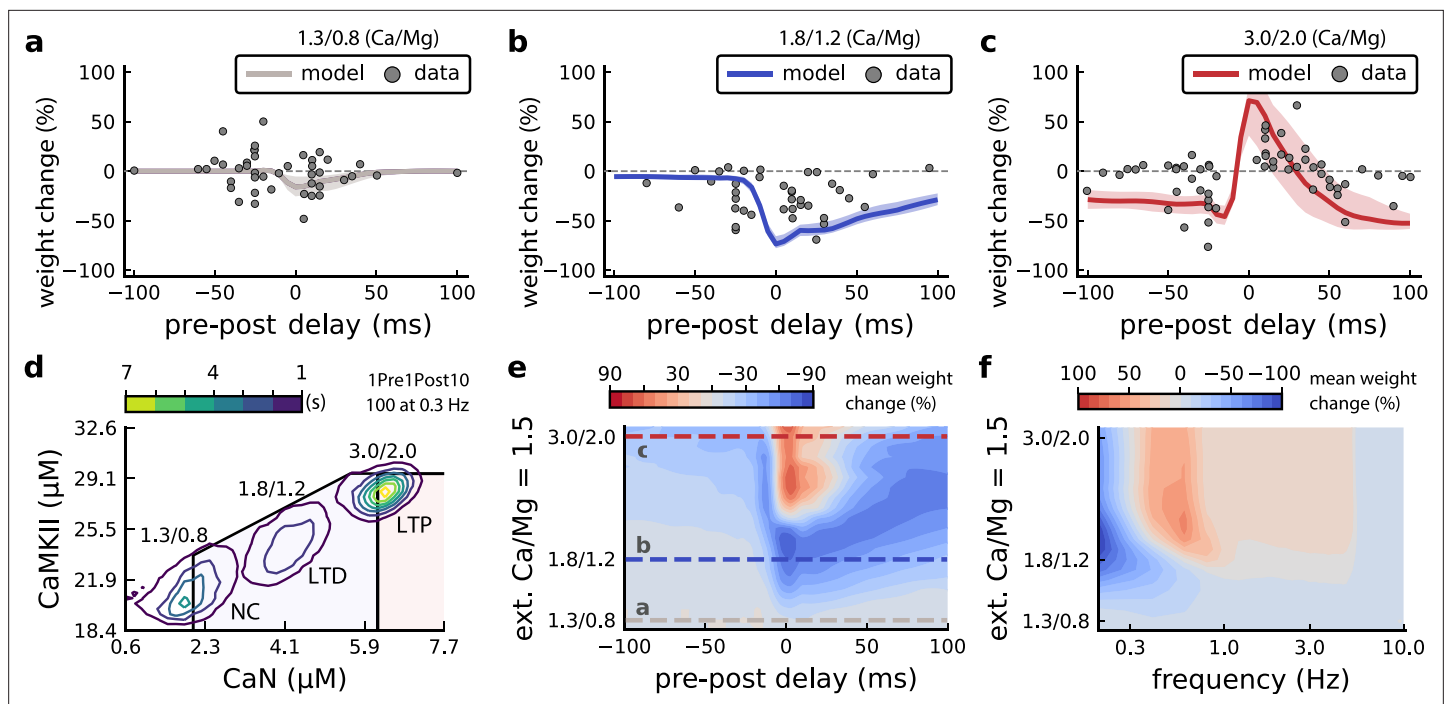 a
1.3/0.8 (Ca/Mg)
model data
100
50
0
−50
−100
weight change (%)
−100 −50 0 50 100
pre-post delay (ms)
b
1.8/1.2 (Ca/Mg)
model data
100
50
0
−50
−100
weight change (%)
−100 −50 0 50 100
pre-post delay (ms)
c
3.0/2.0 (Ca/Mg)
model data
100
50
0
−50
−100
weight change (%)
−100 −50 0 50 100
pre-post delay (ms)
d
7 4 1
(s)
1Pre1Post10
100 at 0.3 Hz
32.6
29.1
25.5
21.9
18.4
CaMKII (μM)
3.0/2.0
1.8/1.2
1.3/0.8
LTP
LTD
NC
0.6 2.3 4.1 5.9 7.7
CaN (μM)
e
90 30 −30 −90
mean weight
change (%)
ext. Ca/Mg = 1.5
3.0/2.0
1.8/1.2
1.3/0.8
c
b
a
−100 −50 0 50 100
pre-post delay (ms)
f
100 50 0 −50 −100
mean weight
change (%)
ext. Ca/Mg = 1.5
3.0/2.0
1.8/1.2
1.3/0.8
0.3 1.0 3.0 10.0
frequency (Hz)